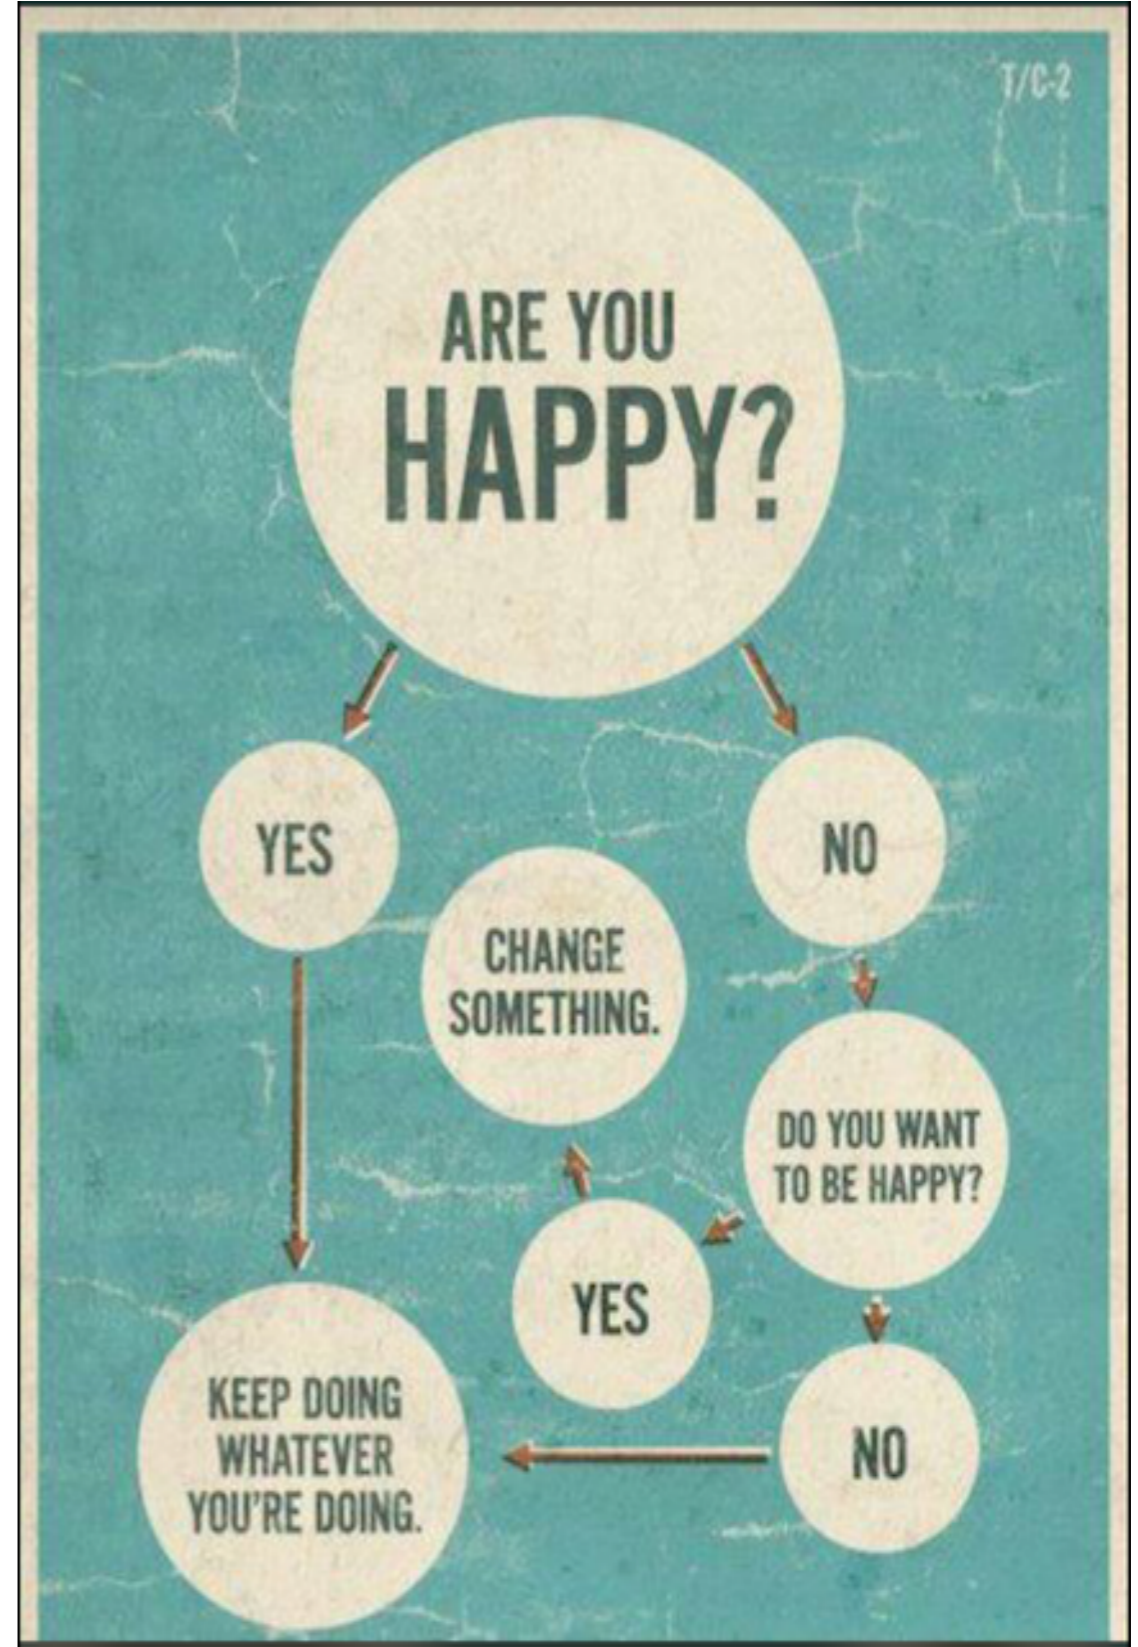 T/C-2
ARE YOU
HAPPY?
YES
NO
CHANGE
SOMETHING.
DO YOU WANT
TO BE HAPPY?
YES
KEEP DOING
WHATEVER
YOU'RE DOING.
NO